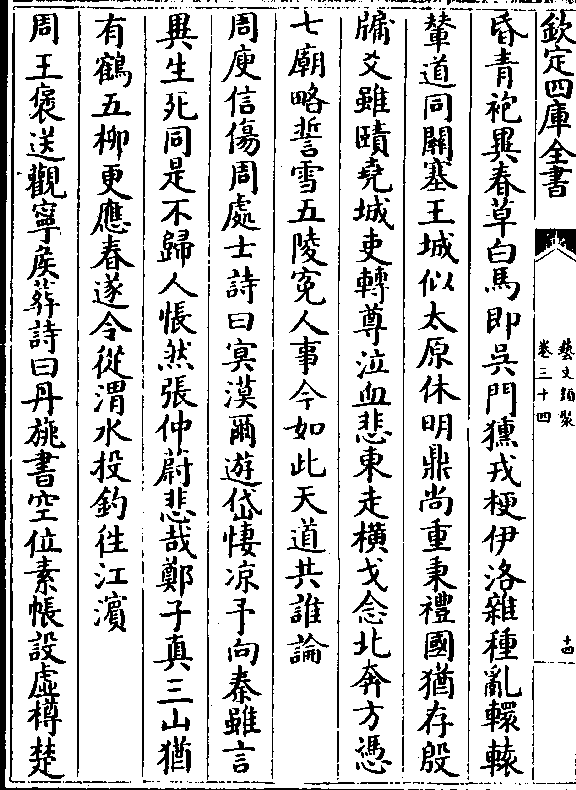 欽定四庫全書
藝文類聚
卷三十四
十四
昏青袍異春草白馬即吳門獯戎梗伊洛雜種亂轘轅
輦道同關塞王城似太原休明鼎尚重秉禮國猶存殷
牖爻雖賾堯城吏轉尊泣血悲東走橫戈念北奔方憑
七廟略誓雪五陵寃人事今如此天道共誰論
周庾信傷周處士詩曰冥漠爾遊岱悽凉予向秦雖言
異生死同是不歸人悵然張仲蔚悲哉鄭子真三山猶
有鶴五柳更應春遂令從渭水投釣往江濱
周王褒送觀寧侯葬詩曰丹旐書空位素帳設虛樽楚